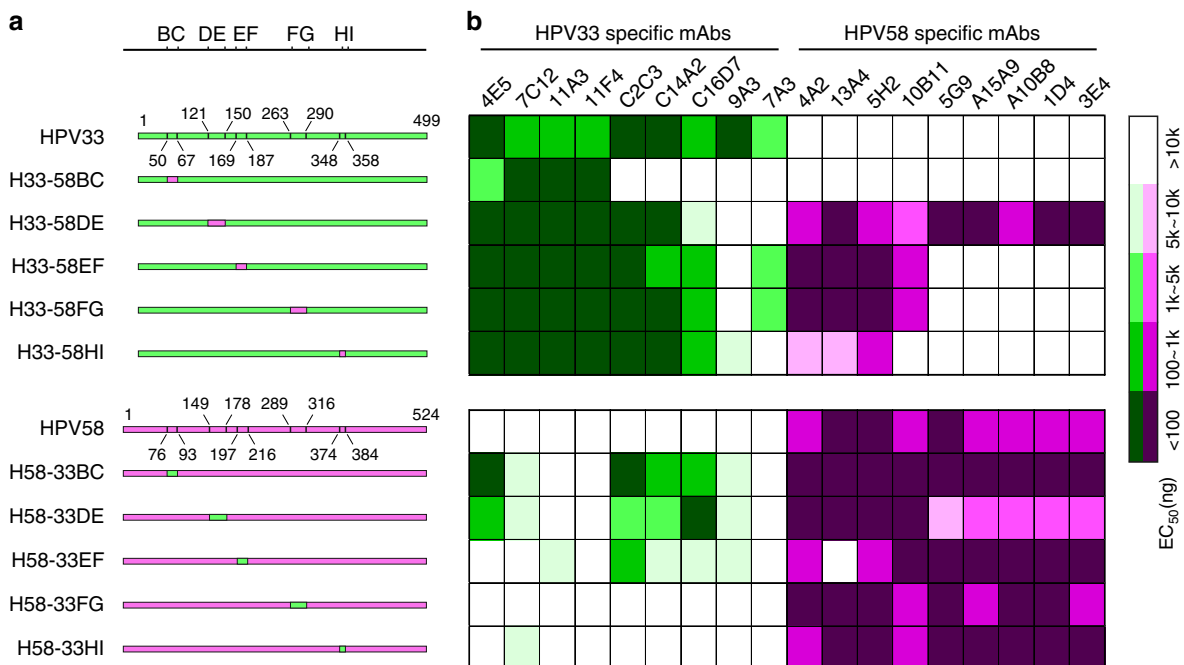 a
BC DE EF FG HI
1 121 150 263 290 499
HPV33
50 67 169 187 348 358
H33-58BC
H33-58DE
H33-58EF
H33-58FG
H33-58HI
1 149 178 289 316 524
HPV58
76 93 197 216 374 384
H58-33BC
H58-33DE
H58-33EF
H58-33FG
H58-33HI
b
HPV33 specific mAbs HPV58 specific mAbs
4E5 7C12 11A3 11F4 C2C3 C14A2 C16D7 9A3 7A3 4A2 13A4 5H2 10B11 5G9 A15A9 A10B8 1D4 3E4
>10k
5k~10k
1k~5k
100~1k
<100
EC50(ng)